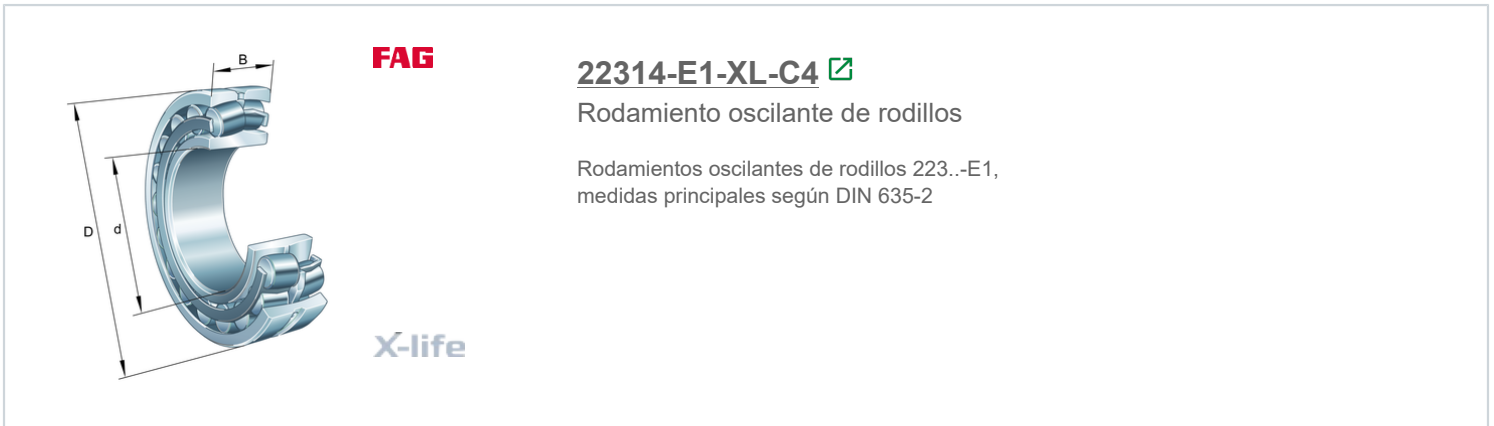 FAG
B
D
d
X-life
22314-E1-XL-C4
Rodamiento oscilante de rodillos
Rodamientos oscilantes de rodillos 223..-E1,
medidas principales según DIN 635-2